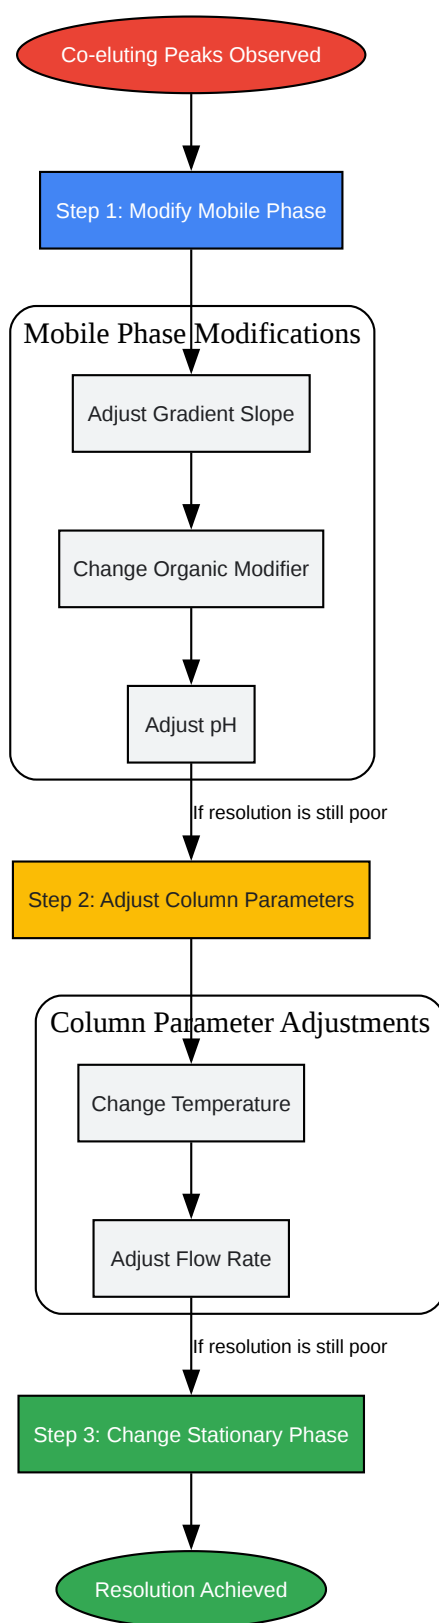 Co-eluting Peaks Observed
Step 1: Modify Mobile Phase
Mobile Phase Modifications
Adjust Gradient Slope
Change Organic Modifier
Adjust pH
If resolution is still poor
Step 2: Adjust Column Parameters
Column Parameter Adjustments
Change Temperature
Adjust Flow Rate
If resolution is still poor
Step 3: Change Stationary Phase
Resolution Achieved